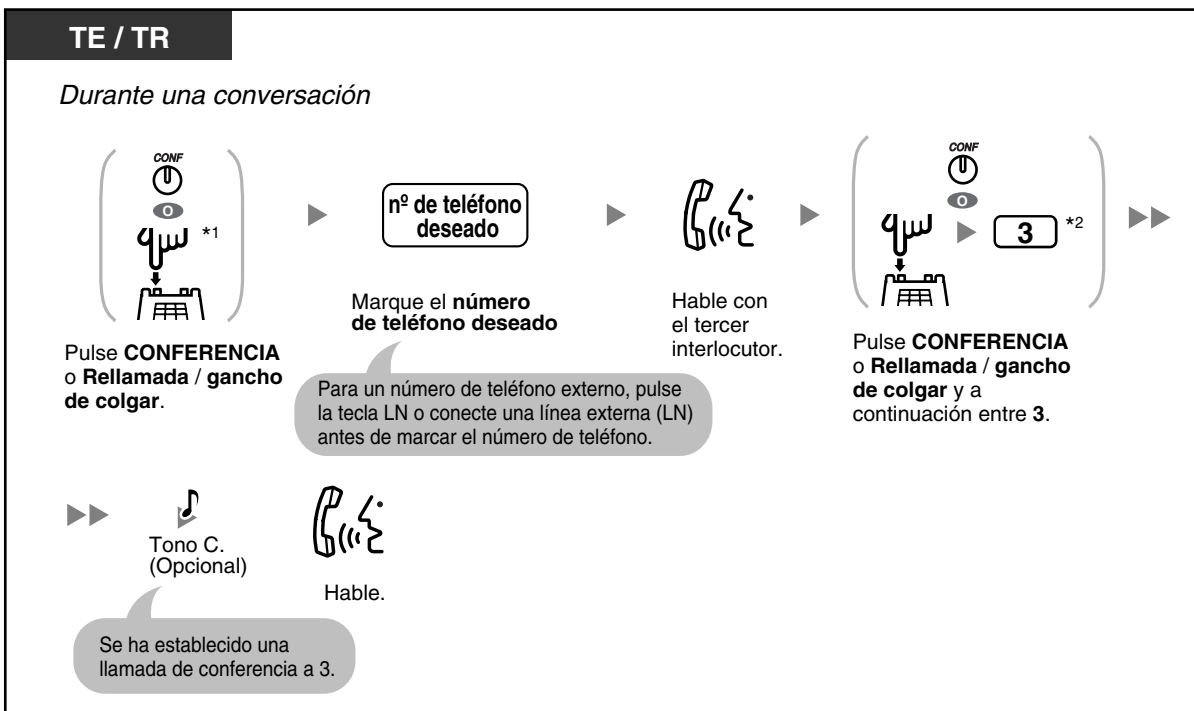 TE / TR
Durante una conversación
CONF
O
*1
Pulse CONFERENCIA
o Rellamada / gancho
de colgar.
nº de teléfono
deseado
Marque el número
de teléfono deseado
Para un número de teléfono externo, pulse
la tecla LN o conecte una línea externa (LN)
antes de marcar el número de teléfono.
Hable con
el tercer
interlocutor.
CONF
O
3 *2
Pulse CONFERENCIA
o Rellamada / gancho
de colgar y a
continuación entre 3.
Tono C.
(Opcional)
Se ha establecido una
llamada de conferencia a 3.
Hable.